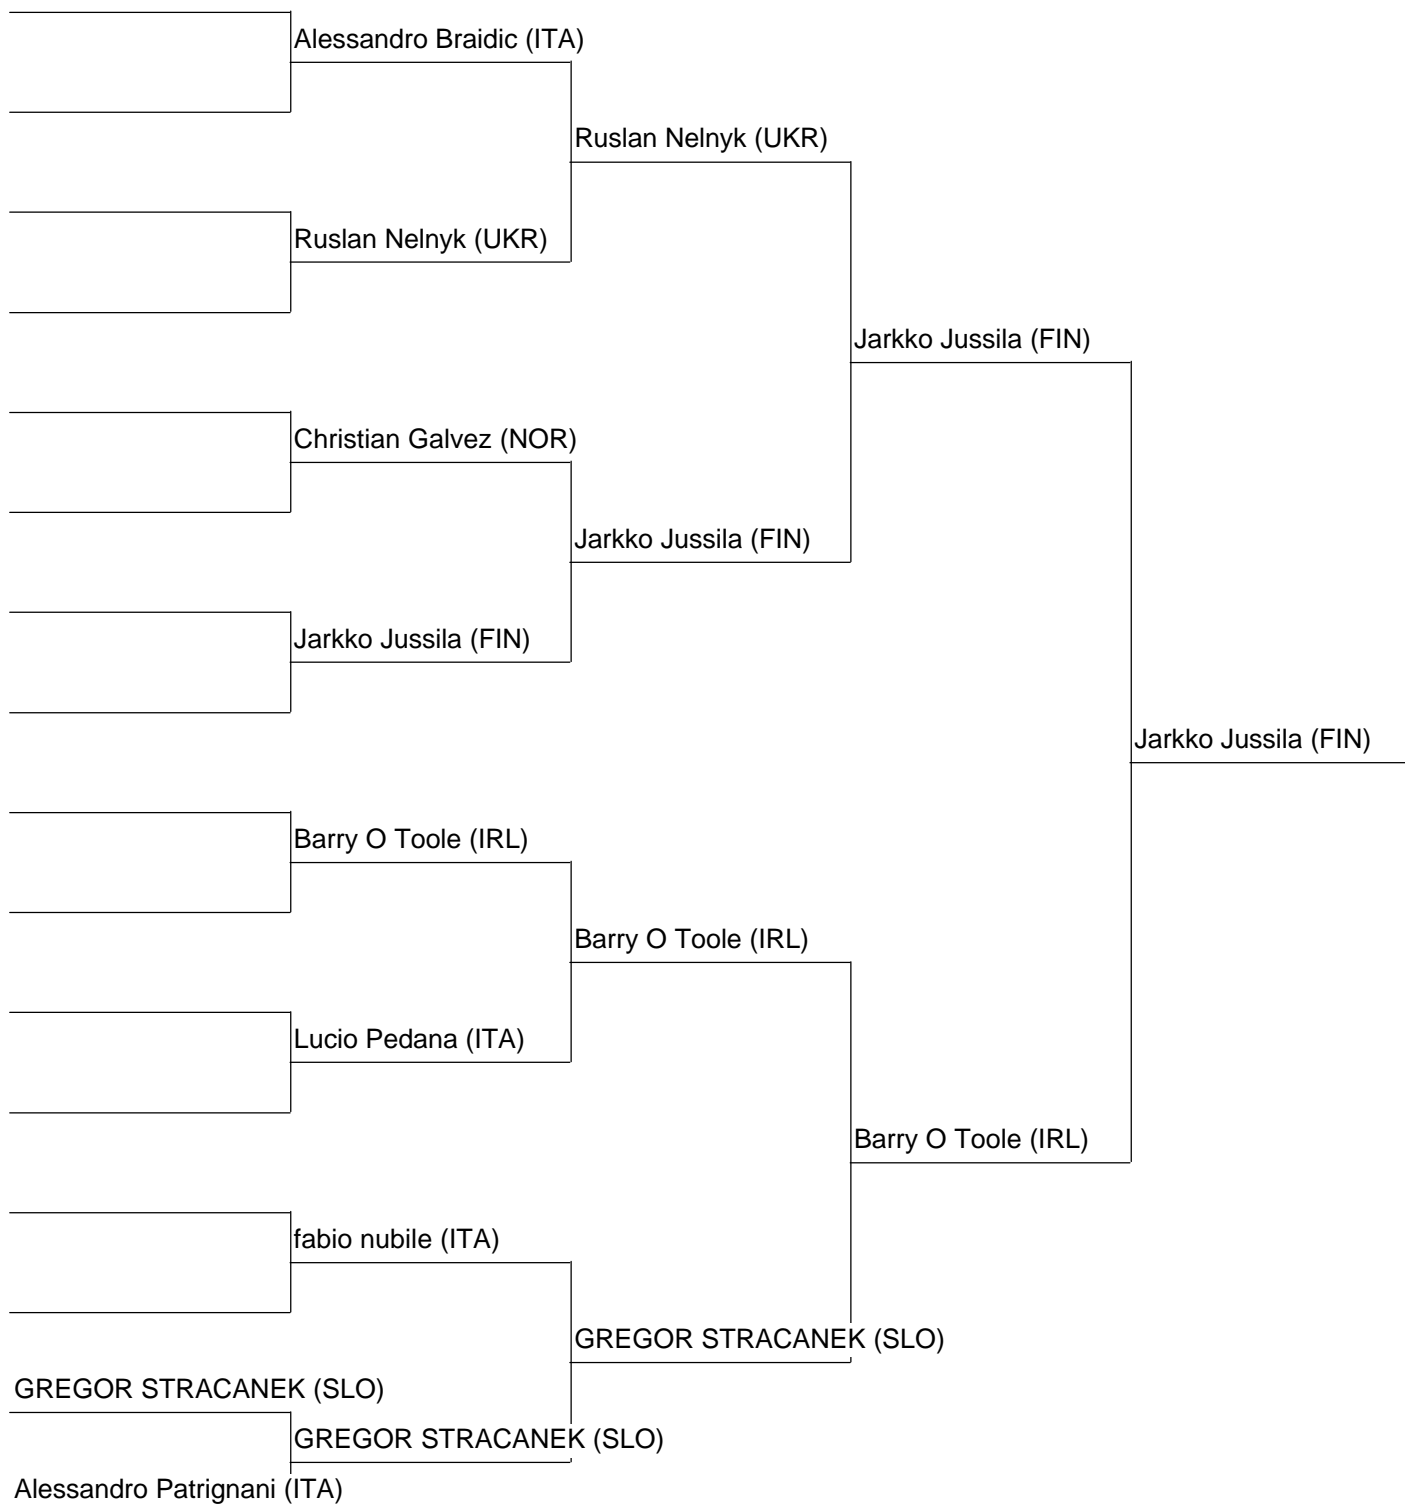 Alessandro Braidic (ITA)
Ruslan Nelnyk (UKR)
Ruslan Nelnyk (UKR)
Jarkko Jussila (FIN)
Christian Galvez (NOR)
Jarkko Jussila (FIN)
Jarkko Jussila (FIN)
Jarkko Jussila (FIN)
Barry O Toole (IRL)
Barry O Toole (IRL)
Lucio Pedana (ITA)
Barry O Toole (IRL)
fabio nubile (ITA)
GREGOR STRACANEK (SLO)
GREGOR STRACANEK (SLO)
GREGOR STRACANEK (SLO)
Alessandro Patrignani (ITA)